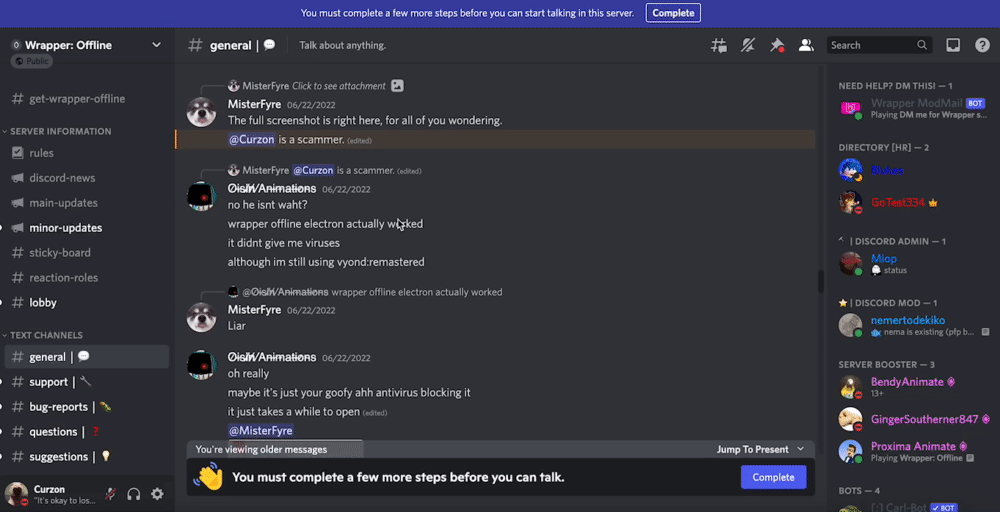 You must complete a few more steps before you can start talking in this server. Complete
Wrapper: Offline
Public
get-wrapper-offline
SERVER INFORMATION
rules
discord-news
main-updates
minor-updates
sticky-board
reaction-roles
lobby
TEXT CHANNELS
general |
support |
bug-reports |
questions | ?
suggestions |
Curzon
"It's okay to los...
general | Talk about anything.
Search
MisterFyre Click to see attachment
MisterFyre 06/22/2022
The full screenshot is right here, for all of you wondering.
@Curzon is a scammer. (edited)
MisterFyre @Curzon is a scammer. (edited)
06/22/2022
no he isnt waht?
wrapper offline electron actually worked
it didnt give me viruses
although im still using vyond:remastered
wrapper offline electron actually worked
MisterFyre 06/22/2022
Liar
06/22/2022
oh really
maybe it's just your goofy ahh antivirus blocking it
it just takes a while to open (edited)
@MisterFyre
You're viewing older messages Jump To Present
You must complete a few more steps before you can talk. Complete
NEED HELP? DM THIS! — 1
Wrapper ModMail BOT
Playing DM me for Wrapper s...
DIRECTORY [HR] — 2
GoTest334
| DISCORD ADMIN — 1
Miap
status
| DISCORD MOD — 1
nemertodekiko
nema is existing (pfp b...
SERVER BOOSTER — 3
BendyAnimate
13+
GingerSoutherner847
Proxima Animate
Playing Wrapper: Offline
BOTS — 4
[;] Carl-Bot BOT